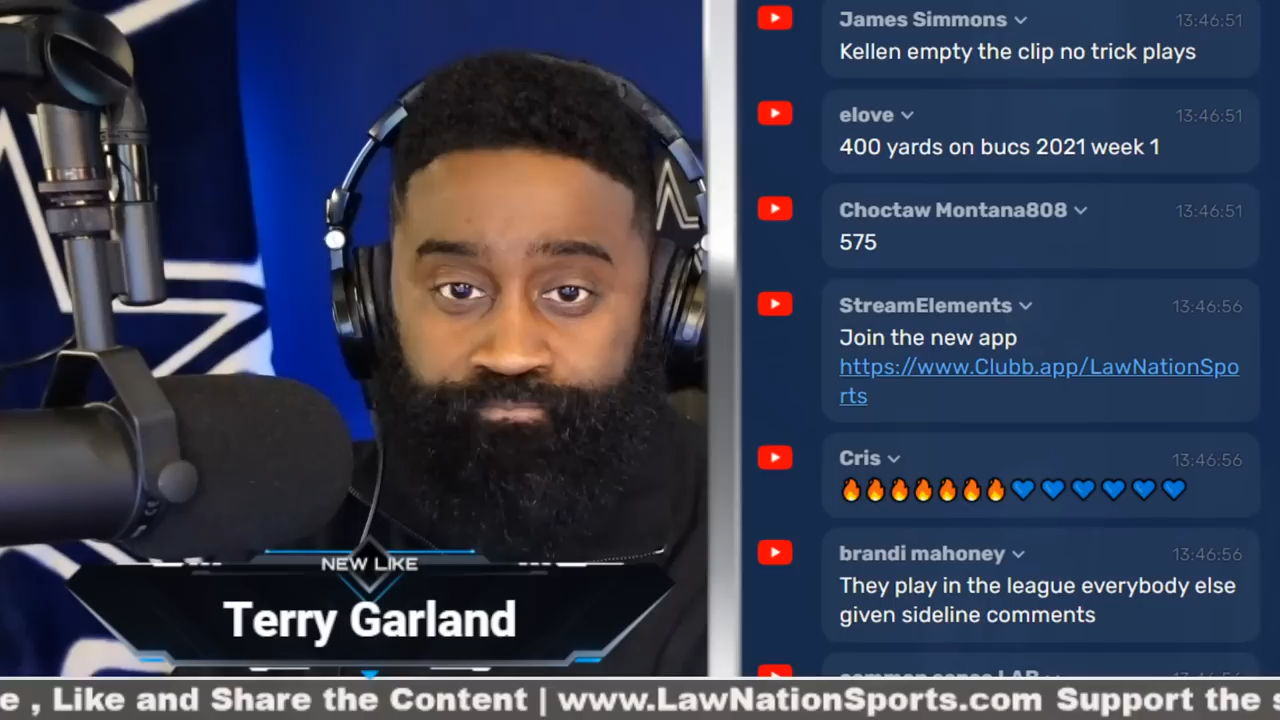 James Simmons
13:46:51
Kellen empty the clip no trick plays
elove
13:46:51
400 yards on bucs 2021 week 1
Choctaw Montana808
13:46:51
575
StreamElements
13:46:56
Join the new app
https://www.Clubb.app/LawNationSpo
rts
Cris
13:46:56
🔥🔥🔥🔥🔥🔥🔥💙💙💙💙💙💙
brandi mahoney
13:46:56
They play in the league everybody else
given sideline comments
NEW LIKE
Terry Garland
e , Like and Share the Content | www.LawNationSports.com Support the s